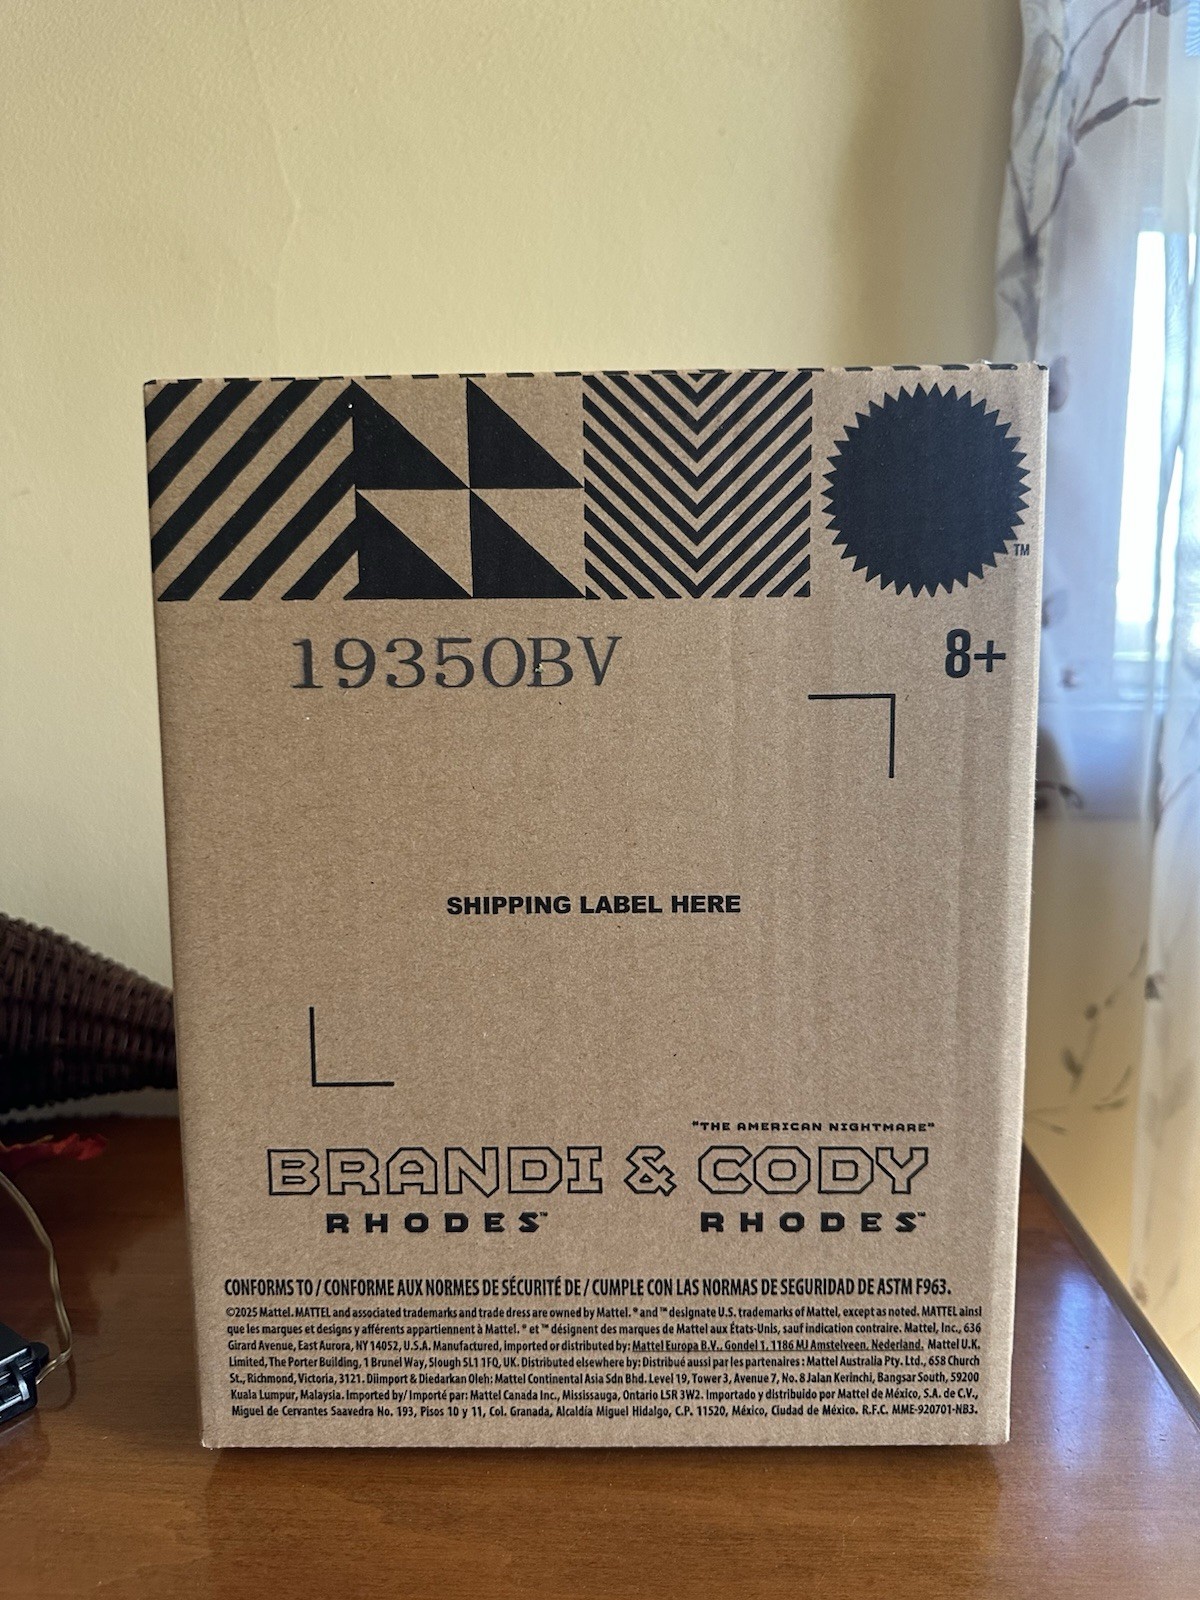 TM
19350BV
8+
SHIPPING LABEL HERE
"THE AMERICAN NIGHTMARE"
BRANDI & CODY
RHODES™ RHODES™
CONFORMS TO / CONFORME AUX NORMES DE SÉCURITÉ DE / CUMPLE CON LAS NORMAS DE SEGURIDAD DE ASTM F963.
©2025 Mattel. MATTEL and associated trademarks and trade dress are owned by Mattel. ® and ™ designate U.S. trademarks of Mattel, except as noted. MATTEL ainsi
que les marques et designs y afférents appartiennent à Mattel. ® et ™ désignent des marques de Mattel aux États-Unis, sauf indication contraire. Mattel, Inc., 636
Girard Avenue, East Aurora, NY 14052, U.S.A. Manufactured, imported or distributed by: Mattel Europa B.V., Gondel 1, 1186 MJ Amstelveen, Nederland. Mattel U.K.
Limited, The Porter Building, 1 Brunel Way, Slough SL1 1FQ, UK. Distributed elsewhere by: Distribué aussi par les partenaires : Mattel Australia Pty. Ltd., 658 Church
St., Richmond, Victoria, 3121. Diimport & Diedarkan Oleh: Mattel Continental Asia Sdn Bhd. Level 19, Tower 3, Avenue 7, No. 8 Jalan Kerinchi, Bangsar South, 59200
Kuala Lumpur, Malaysia. Imported by/ Importé par: Mattel Canada Inc., Mississauga, Ontario L5R 3W2. Importado y distribuido por Mattel de México, S.A. de C.V.,
Miguel de Cervantes Saavedra No. 193, Pisos 10 y 11, Col. Granada, Alcaldía Miguel Hidalgo, C.P. 11520, México, Ciudad de México. R.F.C. MME-920701-NB3.